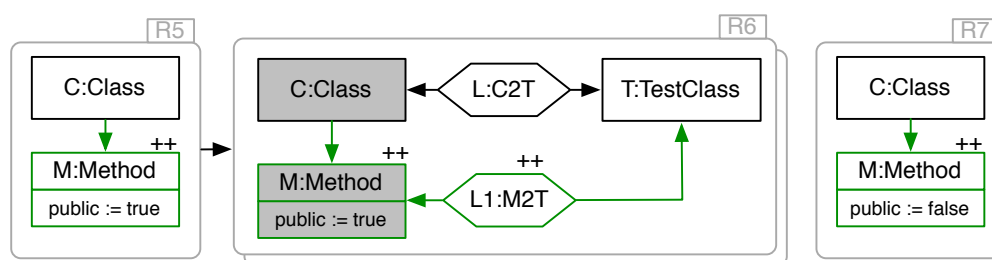 R5
C:Class
++
M:Method
public := true
R6
C:Class
L:C2T
T:TestClass
++
++
M:Method
L1:M2T
public := true
R7
C:Class
++
M:Method
public := false